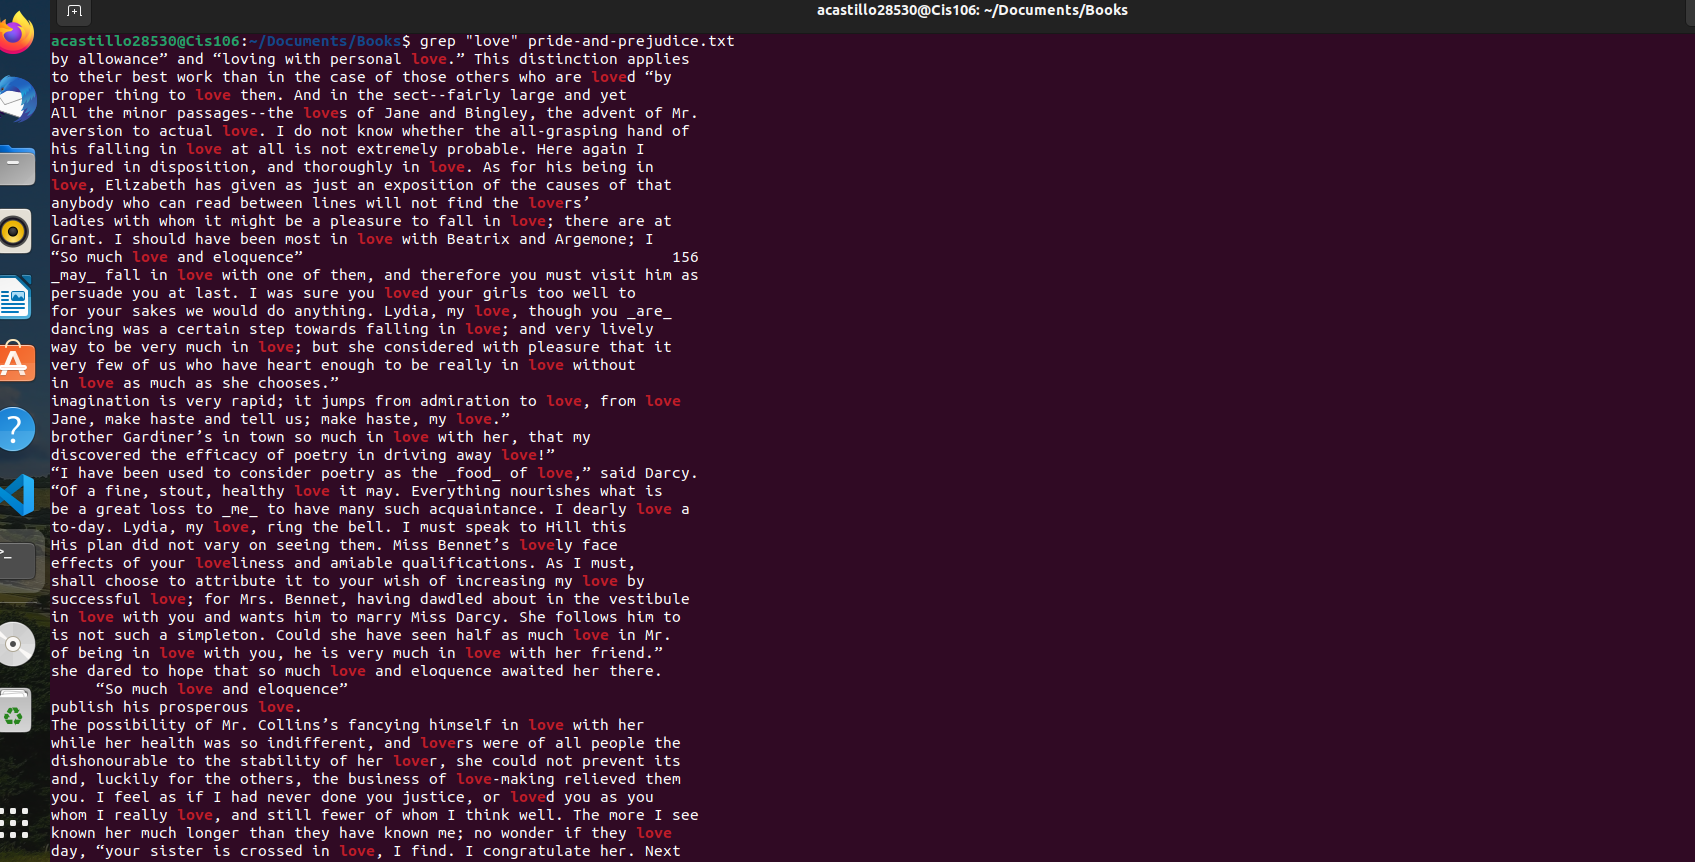 acastillo28530@Cis106: ~/Documents/Books
acastillo28530@Cis106:~/Documents/Books$ grep "love" pride-and-prejudice.txt
by allowance” and “loving with personal love.” This distinction applies
to their best work than in the case of those others who are loved “by
proper thing to love them. And in the sect--fairly large and yet
All the minor passages--the loves of Jane and Bingley, the advent of Mr.
aversion to actual love. I do not know whether the all-grasping hand of
his falling in love at all is not extremely probable. Here again I
injured in disposition, and thoroughly in love. As for his being in
love, Elizabeth has given as just an exposition of the causes of that
anybody who can read between lines will not find the lovers’
ladies with whom it might be a pleasure to fall in love; there are at
Grant. I should have been most in love with Beatrix and Argemone; I
“So much love and eloquence” 156
_may_ fall in love with one of them, and therefore you must visit him as
persuade you at last. I was sure you loved your girls too well to
for your sakes we would do anything. Lydia, my love, though you _are_
dancing was a certain step towards falling in love; and very lively
way to be very much in love; but she considered with pleasure that it
very few of us who have heart enough to be really in love without
in love as much as she chooses.”
imagination is very rapid; it jumps from admiration to love, from love
Jane, make haste and tell us; make haste, my love.”
brother Gardiner’s in town so much in love with her, that my
discovered the efficacy of poetry in driving away love!”
“I have been used to consider poetry as the _food_ of love,” said Darcy.
“Of a fine, stout, healthy love it may. Everything nourishes what is
be a great loss to _me_ to have many such acquaintance. I dearly love a
to-day. Lydia, my love, ring the bell. I must speak to Hill this
His plan did not vary on seeing them. Miss Bennet’s lovely face
effects of your loveliness and amiable qualifications. As I must,
shall choose to attribute it to your wish of increasing my love by
successful love; for Mrs. Bennet, having dawdled about in the vestibule
in love with you and wants him to marry Miss Darcy. She follows him to
is not such a simpleton. Could she have seen half as much love in Mr.
of being in love with you, he is very much in love with her friend.”
she dared to hope that so much love and eloquence awaited her there.
“So much love and eloquence”
publish his prosperous love.
The possibility of Mr. Collins’s fancying himself in love with her
while her health was so indifferent, and lovers were of all people the
dishonourable to the stability of her lover, she could not prevent its
and, luckily for the others, the business of love-making relieved them
you. I feel as if I had never done you justice, or loved you as you
whom I really love, and still fewer of whom I think well. The more I see
known her much longer than they have known me; no wonder if they love
day, “your sister is crossed in love, I find. I congratulate her. Next